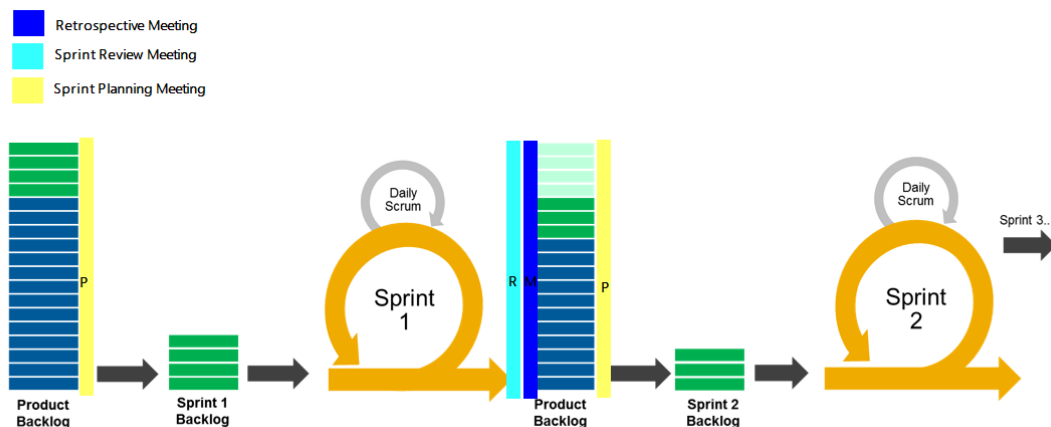 Retrospective Meeting
Sprint Review Meeting
Sprint Planning Meeting
P
Product
Backlog
Sprint 1
Backlog
Daily
Scrum
Sprint
1
R
M
P
Product
Backlog
Sprint 2
Backlog
Daily
Scrum
Sprint
2
Sprint 3..